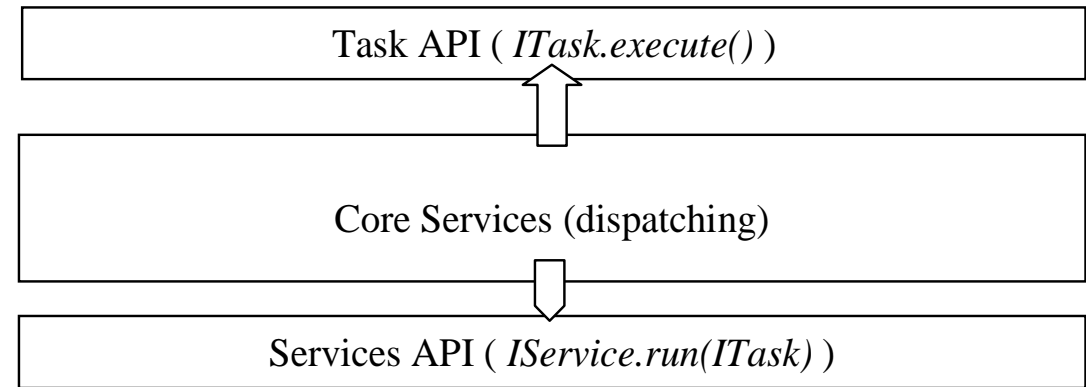 Task API ( ITask.execute() )
Core Services (dispatching)
Services API ( IService.run(ITask) )